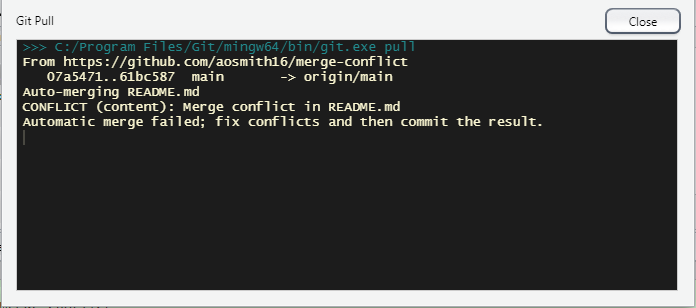 Git Pull
Close
>>> C:/Program Files/Git/mingw64/bin/git.exe pull
From https://github.com/aosmith16/merge-conflict
   07a5471..61bc587  main       -> origin/main
Auto-merging README.md
CONFLICT (content): Merge conflict in README.md
Automatic merge failed; fix conflicts and then commit the result.